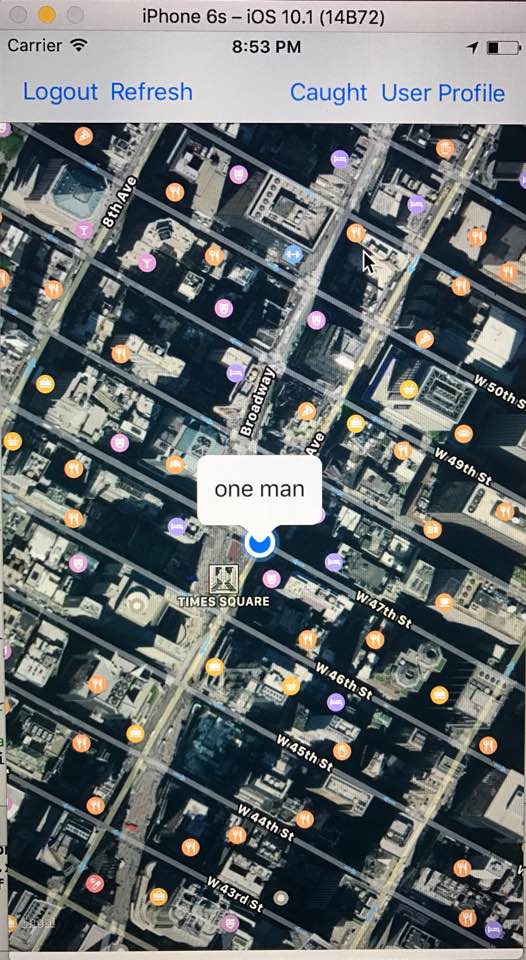 iPhone 6s – iOS 10.1 (14B72)
Carrier 8:53 PM
Logout Refresh Caught User Profile
8th Ave
W 50th S
Broadway
Ave
W 49th St
one man
TIMES SQUARE
W 47th St
W 46th St
W 45th St
W 44th St
W 43rd St
Legal